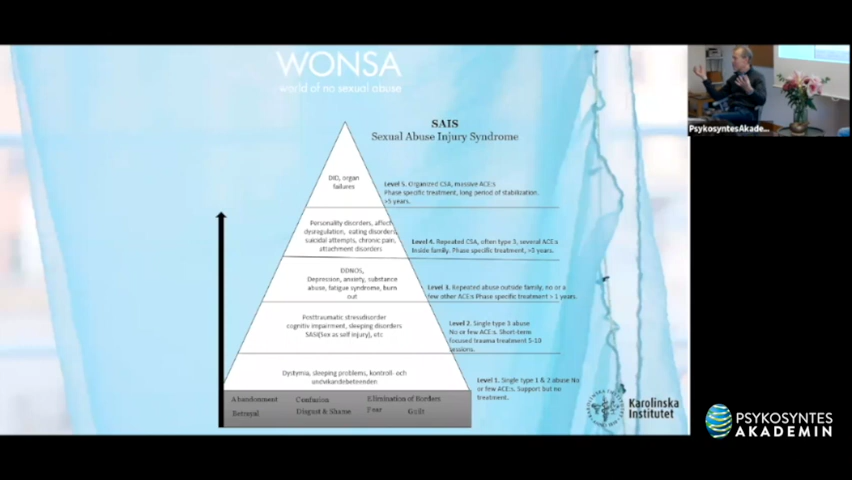 WONSA
world of no sexual abuse
SAIS
Sexual Abuse Injury Syndrome
DID, organ
failures
Level 5. Organized CSA, massive ACE:s
Phase specific treatment, long period of stabilization.
>5 years.
Personality disorders, affect
dysregulation, eating disorders,
suicidal attempts, chronic pain,
attachment disorders
Level 4. Repeated CSA, often type 3, several ACE:s
Inside family. Phase specific treatment, >5 years.
DDNOS,
Depression, anxiety, substance
abuse, fatigue syndrome, burn
out
Level 3. Repeated abuse outside family, no or a
few other ACE:s Phase specific treatment > 1 years.
Posttraumatic stressdisorder
cognitiv impairment, sleeping disorders
SASI(Sex as self injury), etc
Level 2. Single type 3 abuse
No or few ACE:s. Short-term
focused trauma treatment 5-10
sessions.
Dystymia, sleeping problems, kontroll- och
undvikandebeteenden
Level 1. Single type 1 & 2 abuse No
or few ACE:s. Support but no
treatment.
Abandonment Confusion Elimination of Borders
Betrayal Disgust & Shame Fear Guilt
Karolinska
Institutet
PsykosyntesAkade...
PSYKOSYNTES
AKADEMIN